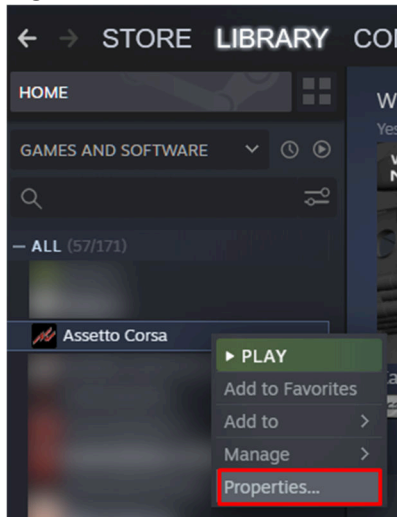 ← → STORE LIBRARY
HOME
GAMES AND SOFTWARE
— ALL (57/171)
Assetto Corsa
▶ PLAY
Add to Favorites
Add to >
Manage >
Properties...